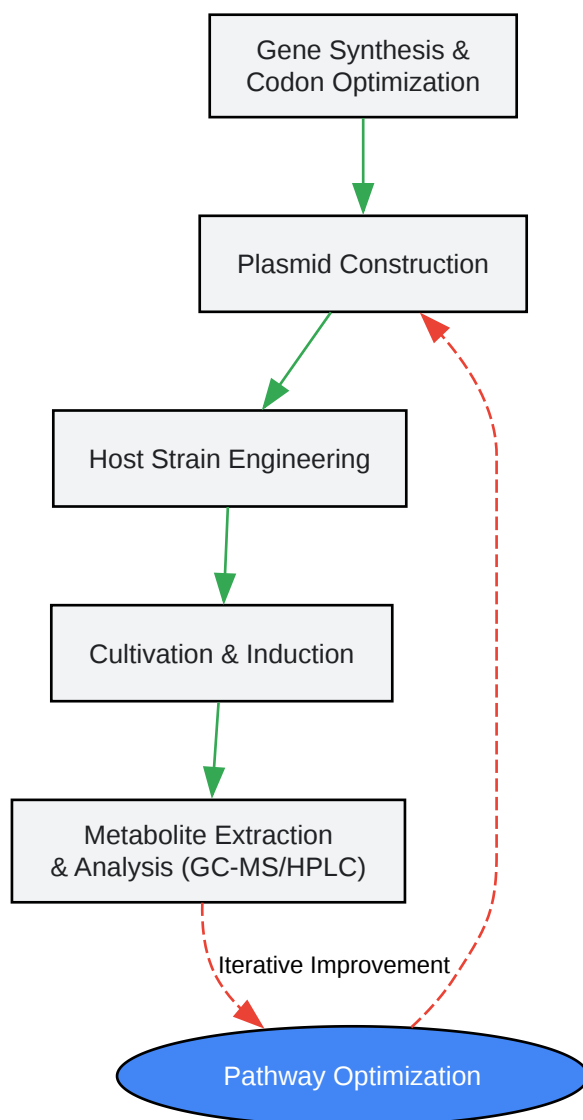 Gene Synthesis &
Codon Optimization
Plasmid Construction
Host Strain Engineering
Cultivation & Induction
Metabolite Extraction
& Analysis (GC-MS/HPLC)
Iterative Improvement
Pathway Optimization